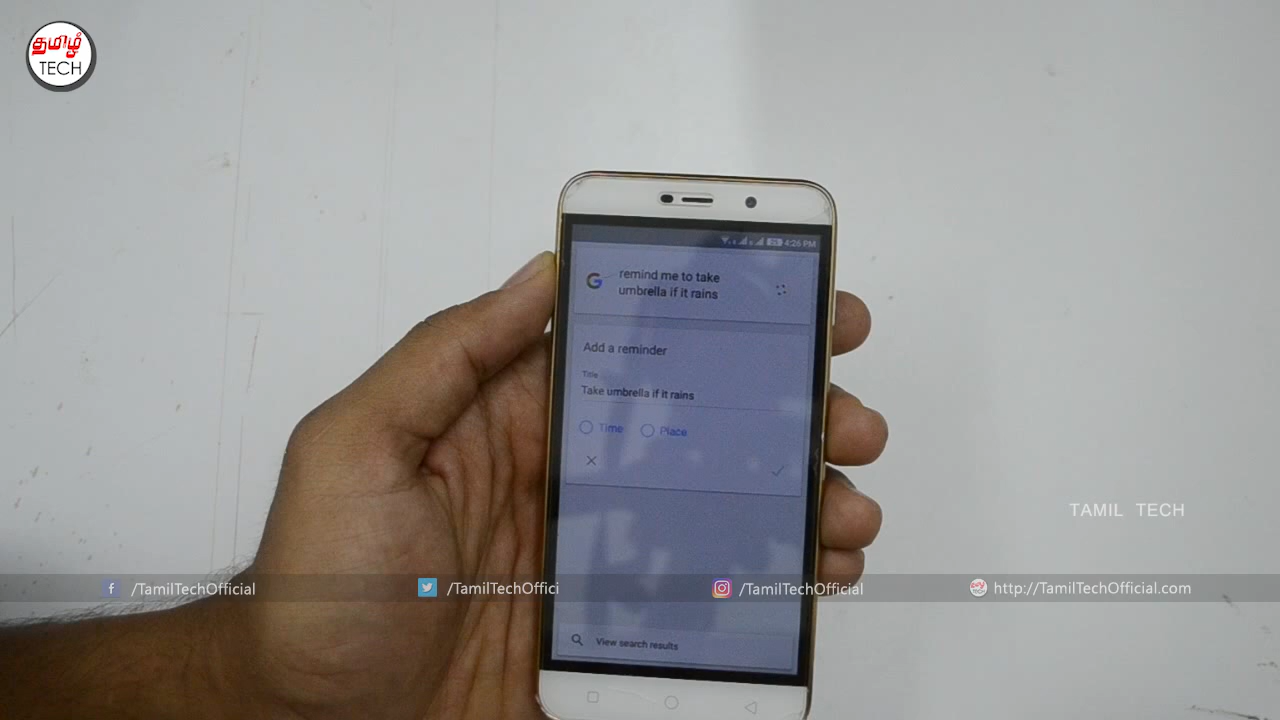 தமிழ்
TECH
4:26 PM
remind me to take
umbrella if it rains
Add a reminder
Title
Take umbrella if it rains
Time Place
View search results
TAMIL TECH
/TamilTechOfficial
/TamilTechOffici
/TamilTechOfficial
http://TamilTechOfficial.com